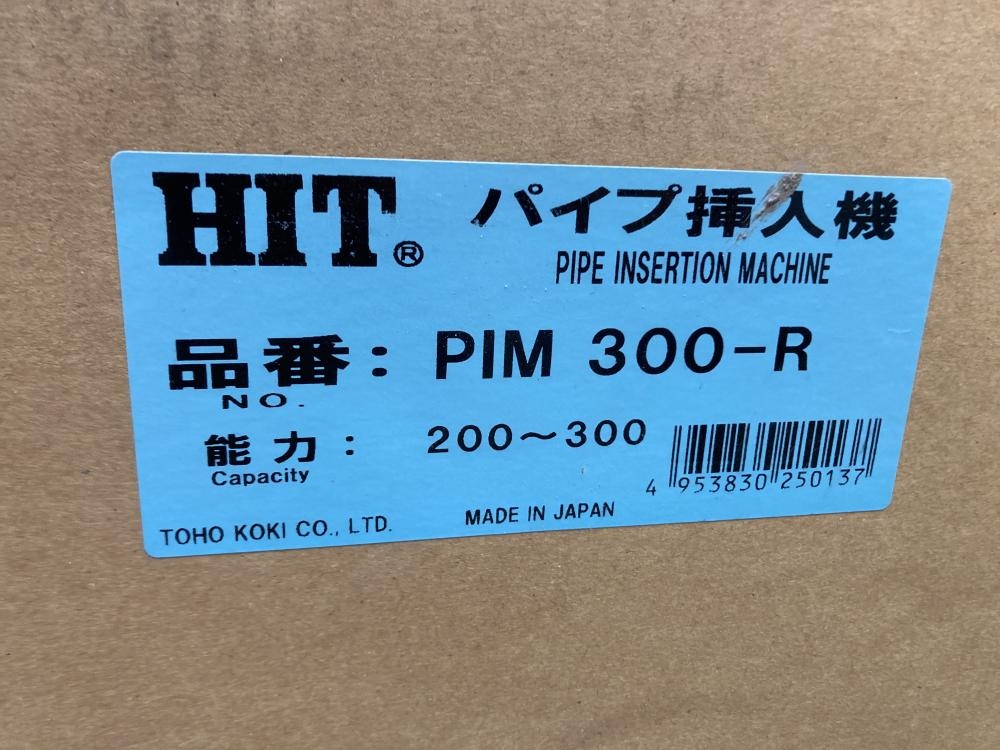 HIT® パイプ挿入機
PIPE INSERTION MACHINE
品番: PIM 300-R
NO.
能力: 200～300
Capacity
4 953830 250137
TOHO KOKI CO., LTD. MADE IN JAPAN